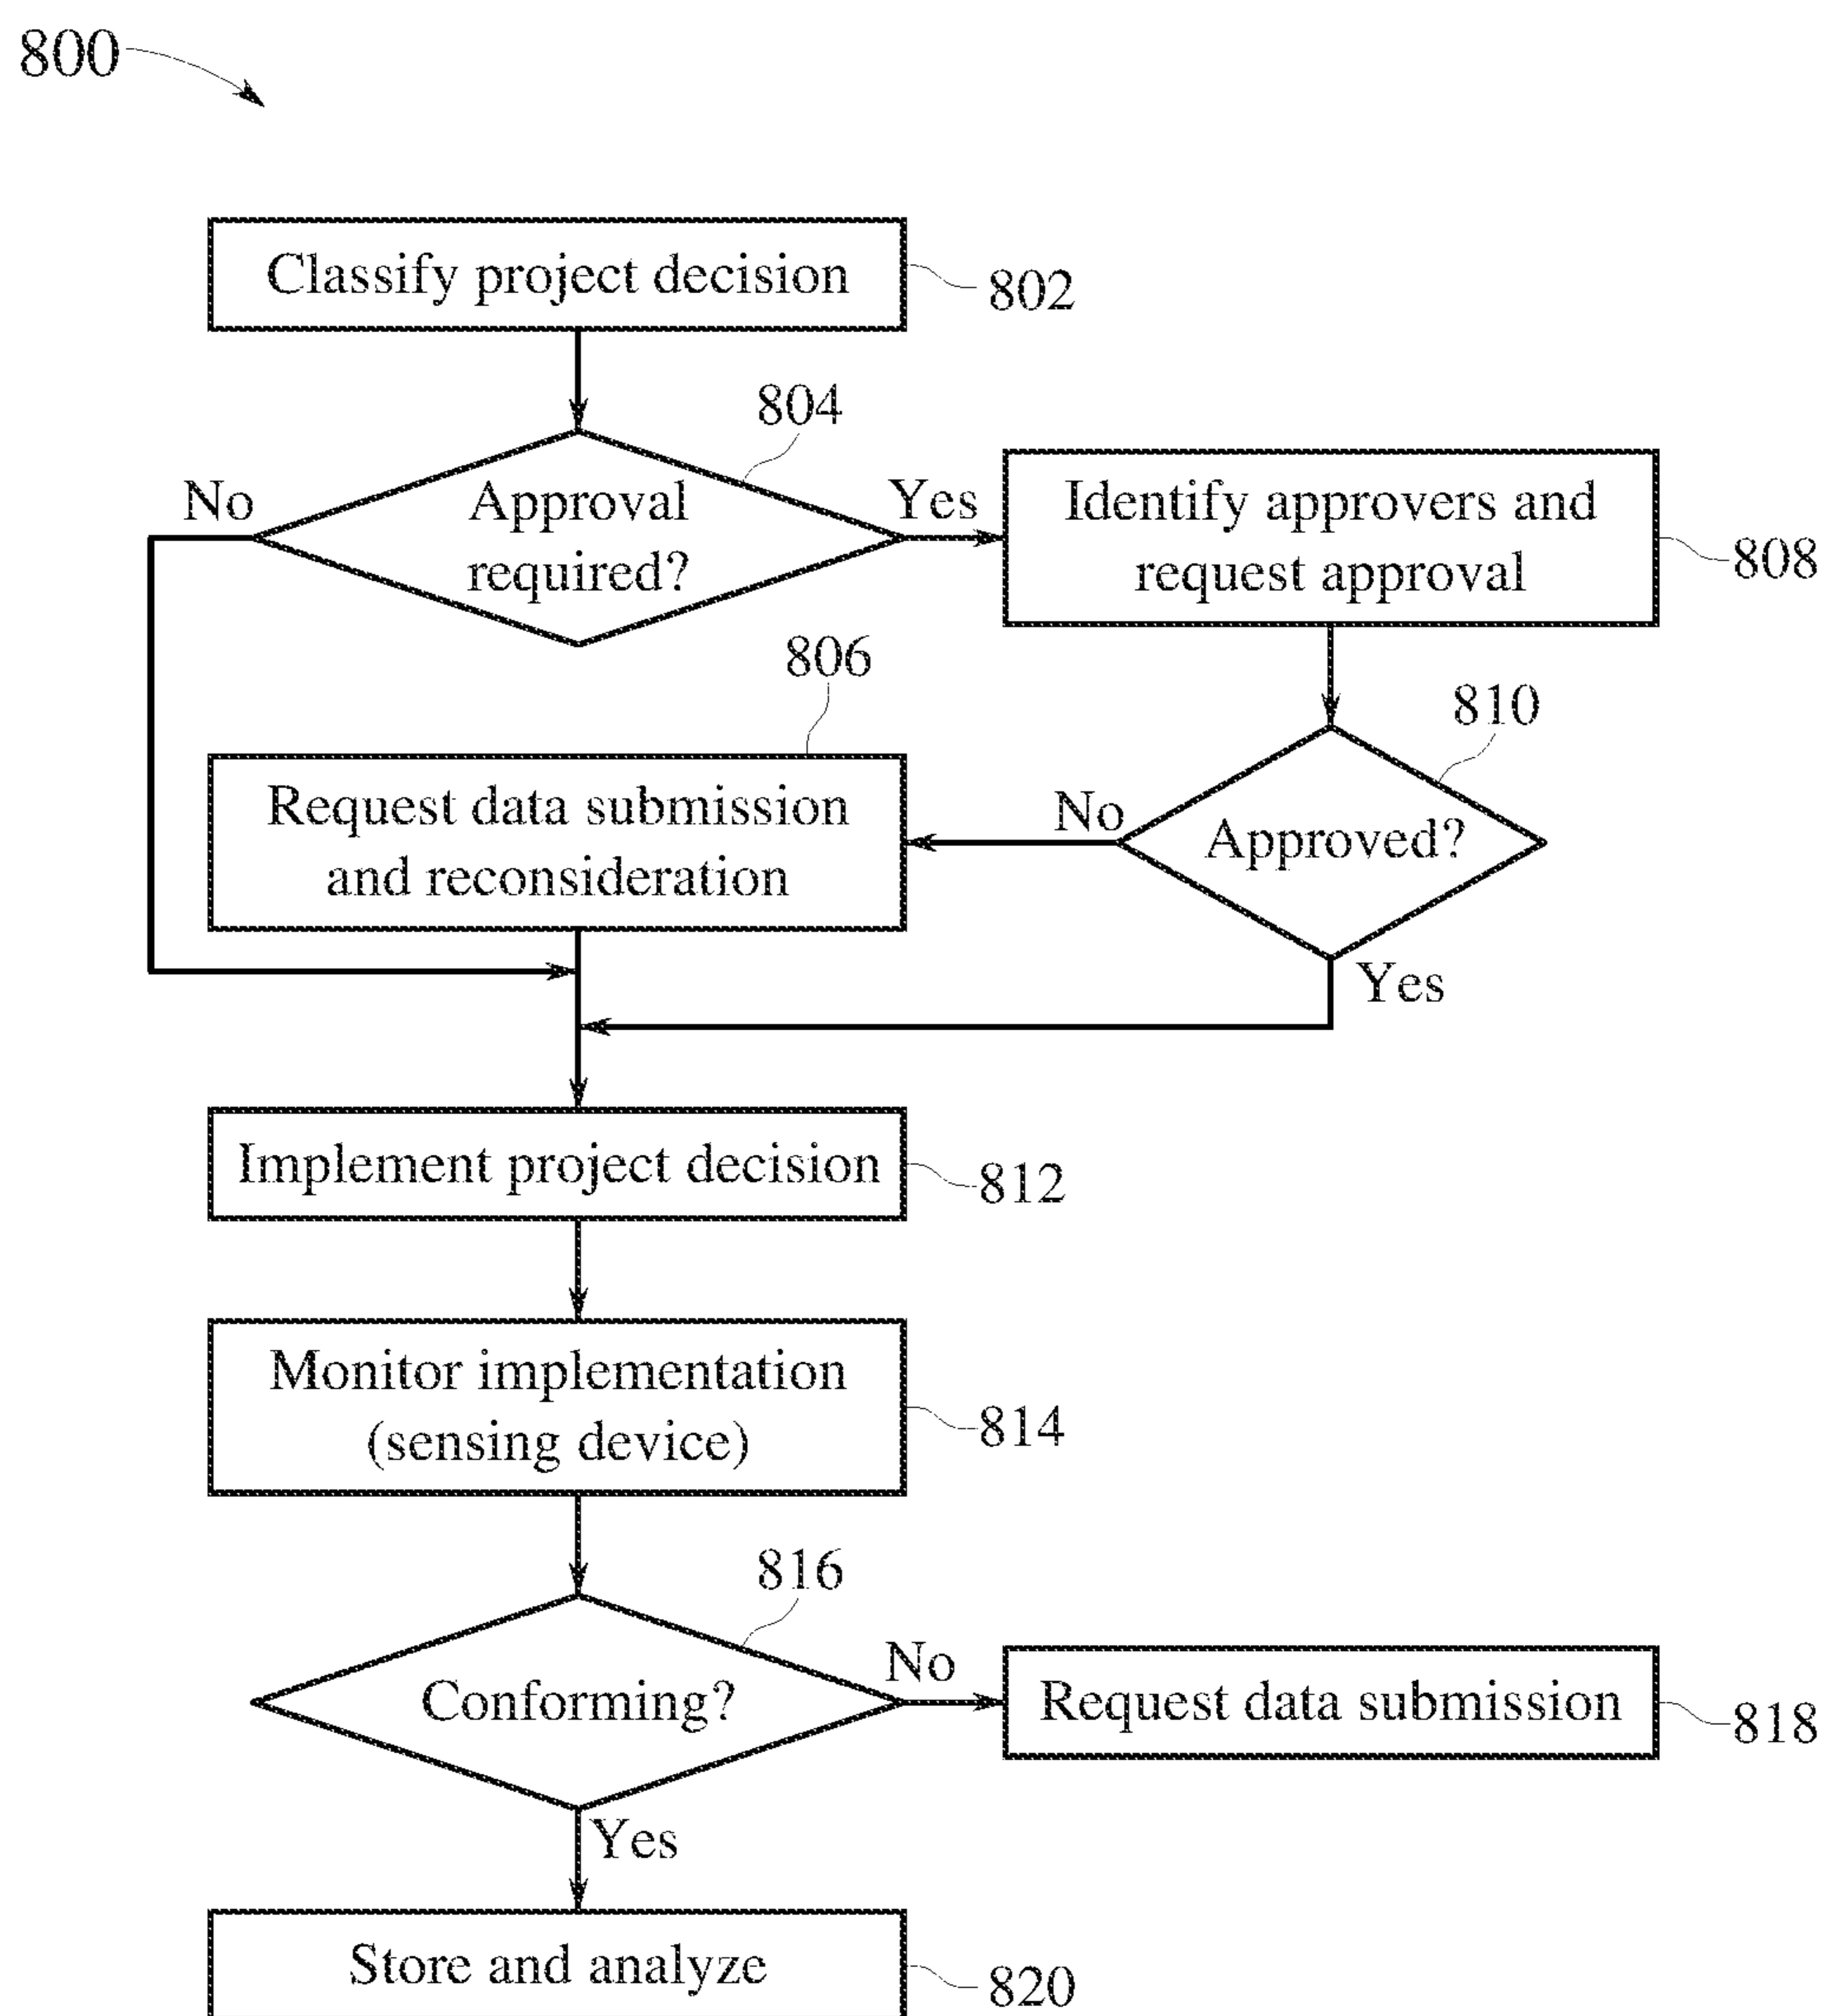 800
Classify project decision
802
804
No
Approval
required?
Yes
Identify approvers and
request approval
808
806
810
Request data submission
and reconsideration
No
Approved?
Yes
Implement project decision
812
Monitor implementation
(sensing device)
814
816
Conforming?
No
Request data submission
818
Yes
Store and analyze
820